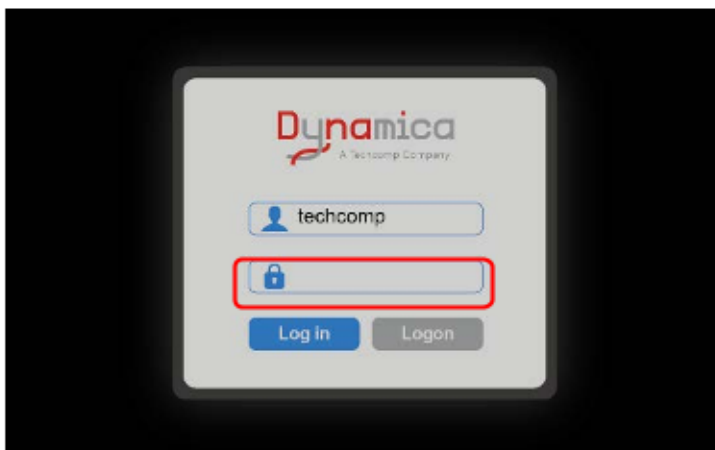 Dynamica
A Techcomp Company
techcomp
Log in
Logon